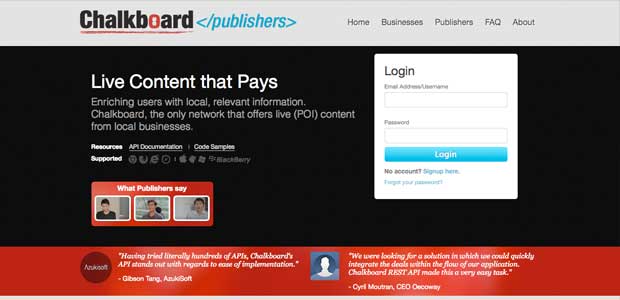 Chalkboard </publishers>
Home Businesses Publishers FAQ About
Live Content that Pays
Enriching users with local, relevant information.
Chalkboard, the only network that offers live (POI) content
from local businesses.
Resources API Documentation | Code Samples
Supported BlackBerry
What Publishers say
Login
Email Address/Username
Password
Login
No account? Signup here.
Forgot your password?
AzukiSoft
"Having tried literally hundreds of APIs, Chalkboard's
API stands out with regards to ease of implementation."
- Gibson Tang, AzukiSoft
"We were looking for a solution in which we could quickly
integrate the deals within the flow of our application.
Chalkboard REST API made this a very easy task."
- Cyril Moutran, CEO Oecoway